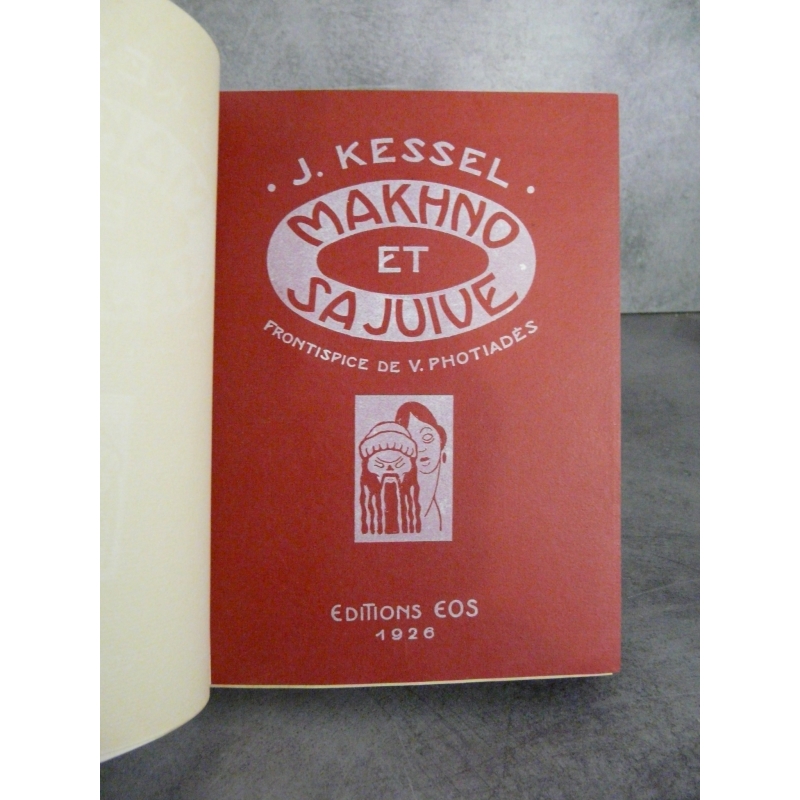 • J. KESSEL •
MAKHNO
ET
SA JUIVE
FRONTISPICE DE V. PHOTIADÈS
EDITIONS EOS
1926